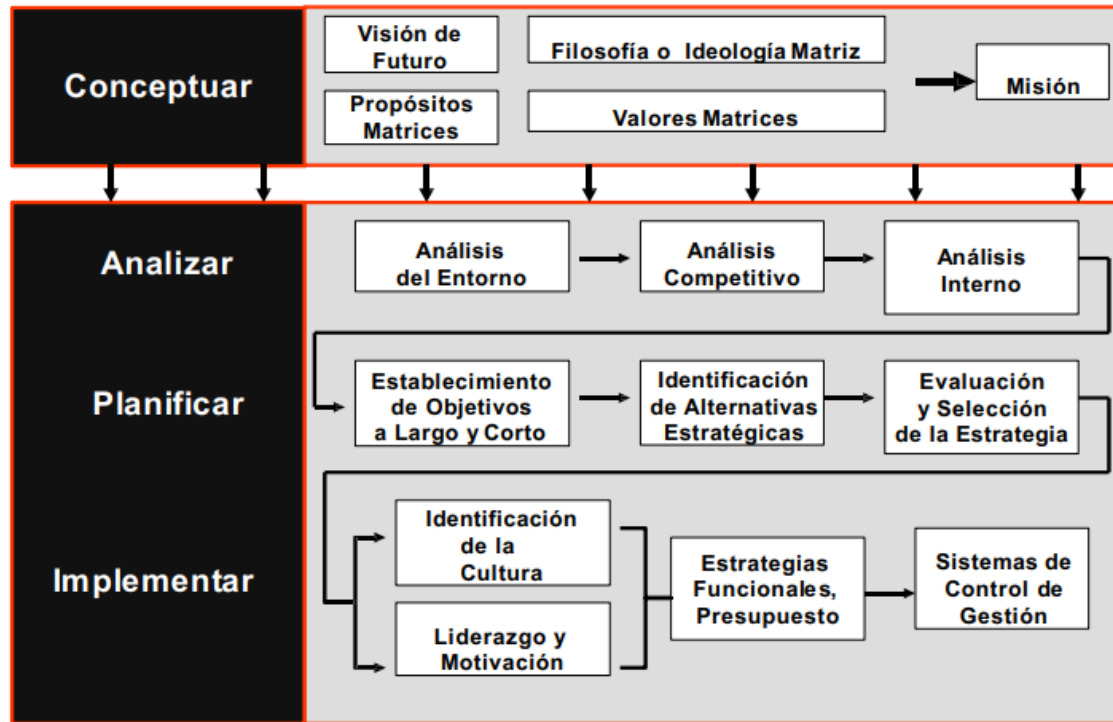 Conceptuar
Visión de
Futuro
Filosofía o Ideología Matriz
Propósitos
Matrices
Valores Matrices
Misión
Analizar
Análisis
del Entorno
Análisis
Competitivo
Análisis
Interno
Planificar
Establecimiento
de Objetivos
a Largo y Corto
Identificación
de Alternativas
Estratégicas
Evaluación
y Selección
de la Estrategia
Implementar
Identificación
de la
Cultura
Liderazgo y
Motivación
Estrategias
Funcionales,
Presupuesto
Sistemas de
Control de
Gestión